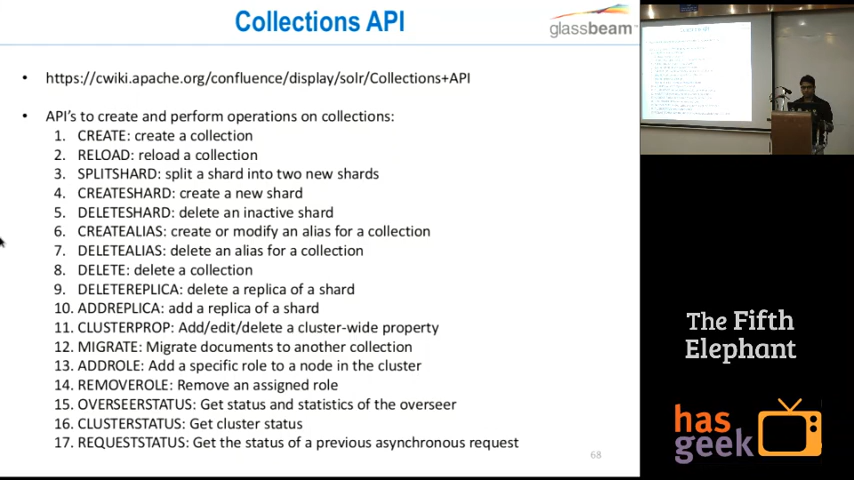 Collections API
glassbeam
• https://cwiki.apache.org/confluence/display/solr/Collections+API
• API's to create and perform operations on collections:
1. CREATE: create a collection
2. RELOAD: reload a collection
3. SPLITSHARD: split a shard into two new shards
4. CREATESHARD: create a new shard
5. DELETESHARD: delete an inactive shard
6. CREATEALIAS: create or modify an alias for a collection
7. DELETEALIAS: delete an alias for a collection
8. DELETE: delete a collection
9. DELETEREPLICA: delete a replica of a shard
10. ADDREPLICA: add a replica of a shard
11. CLUSTERPROP: Add/edit/delete a cluster-wide property
12. MIGRATE: Migrate documents to another collection
13. ADDROLE: Add a specific role to a node in the cluster
14. REMOVEROLE: Remove an assigned role
15. OVERSEERSTATUS: Get status and statistics of the overseer
16. CLUSTERSTATUS: Get cluster status
17. REQUESTSTATUS: Get the status of a previous asynchronous request
68
The Fifth
Elephant
has
geek